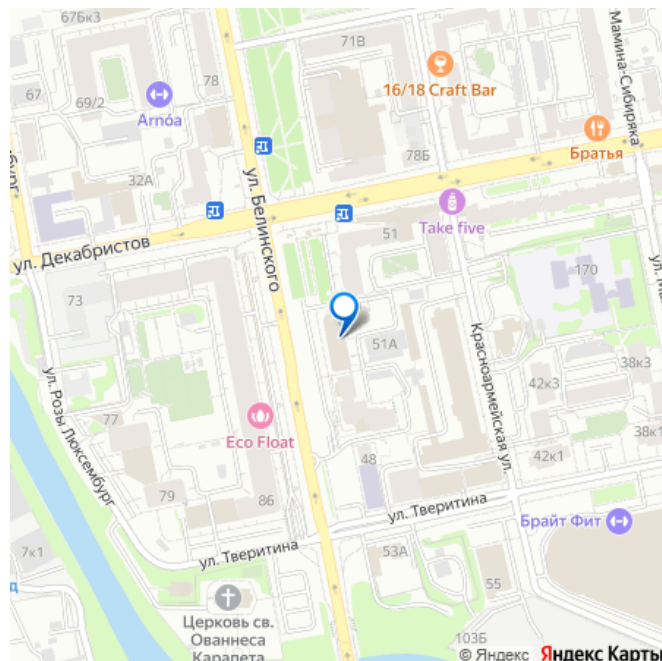 67Бк3
71В
16/18 Craft Bar
67
69/2
78
Arnóa
78Б
Братья
32А
ул. Белинского
ул. Декабристов
Take five
51
170
73
51А
Красноармейская ул.
38к3
42к3
ул. Розы Люксембург
77
Eco Float
38к1
48
42к1
79
86
ул. Тверитина
Брайт Фит
7к1
ул. Тверитина
53А
55
Церковь св.
Ованнеса
Карапета
103Б
© Яндекс Яндекс Карты
Мамина-Сибиряка